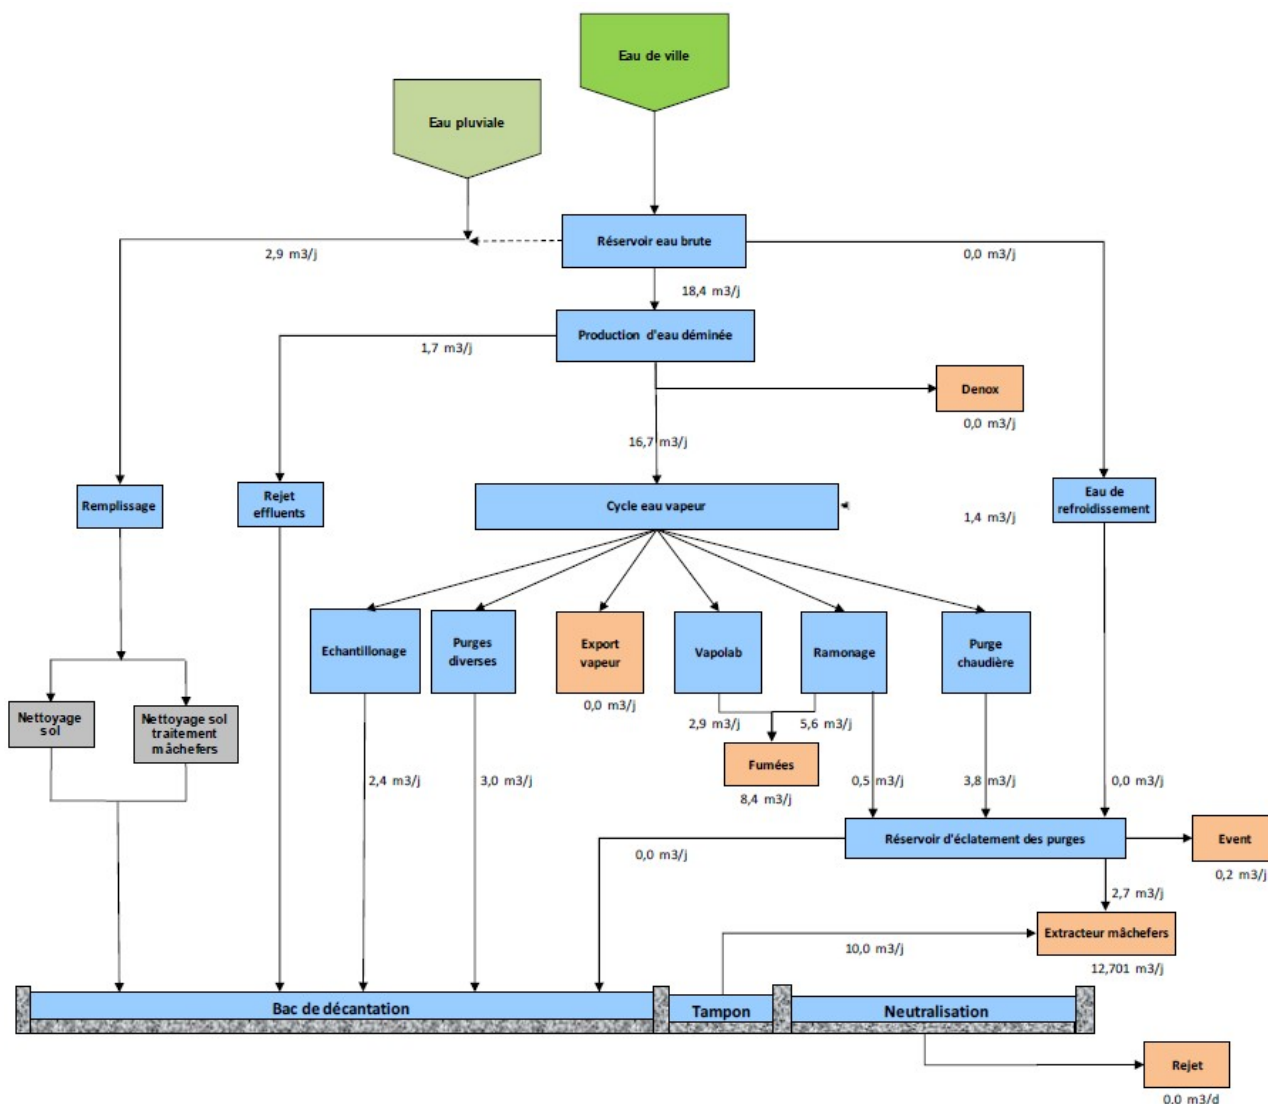 Eau de ville
Eau pluviale
Réservoir eau brute
2,9 m3/j
0,0 m3/j
18,4 m3/j
Production d'eau déminée
1,7 m3/j
Denox
0,0 m3/j
16,7 m3/j
Remplissage
Rejet
effluents
Cycle eau vapeur
1,4 m3/j
Eau de
refroidissement
Echantillonage
Purges
diverses
Export
vapeur
Vapolab
Ramonage
Purge
chaudière
0,0 m3/j
2,9 m3/j
5,6 m3/j
Nettoyage
sol
Nettoyage sol
traitement
mâchefers
Fumées
8,4 m3/j
2,4 m3/j
3,0 m3/j
0,5 m3/j
3,8 m3/j
0,0 m3/j
Réservoir d'éclatement des purges
Event
0,0 m3/j
0,2 m3/j
2,7 m3/j
Extracteur mâchefers
10,0 m3/j
12,701 m3/j
Bac de décantation
Tampon
Neutralisation
Rejet
0,0 m3/d